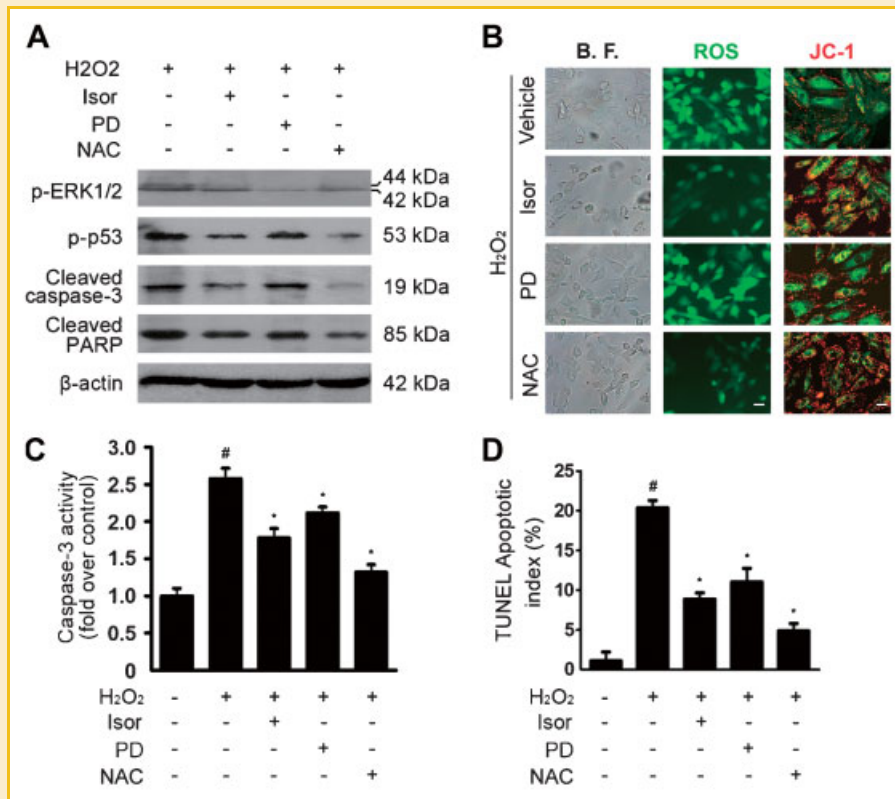 A
H2O2 + + + +
Isor - + - -
PD - - + -
NAC - - - +
p-ERK1/2 44 kDa
42 kDa
p-p53 53 kDa
Cleaved
caspase-3 19 kDa
Cleaved
PARP 85 kDa
β-actin 42 kDa
B
B. F. ROS JC-1
H₂O₂
Vehicle
Isor
PD
NAC
C
Caspase-3 activity
(fold over control)
3.0
2.5
2.0
1.5
1.0
0.5
0
# * * *
H₂O₂ - + + + +
Isor - - + - -
PD - - - + -
NAC - - - - +
D
TUNEL Apoptotic
index (%)
25
20
15
10
5
0
# * * *
H₂O₂ - + + + +
Isor - - + - -
PD - - - + -
NAC - - - - +